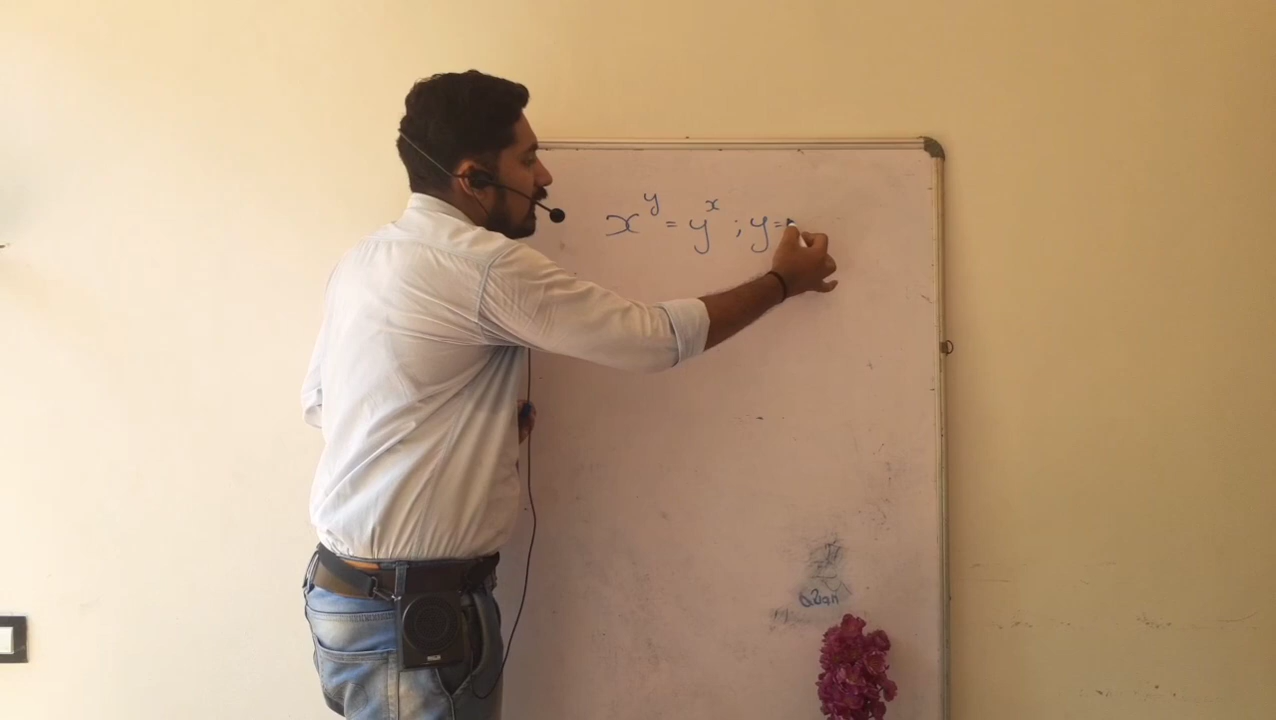 x^y = y^x ; y=